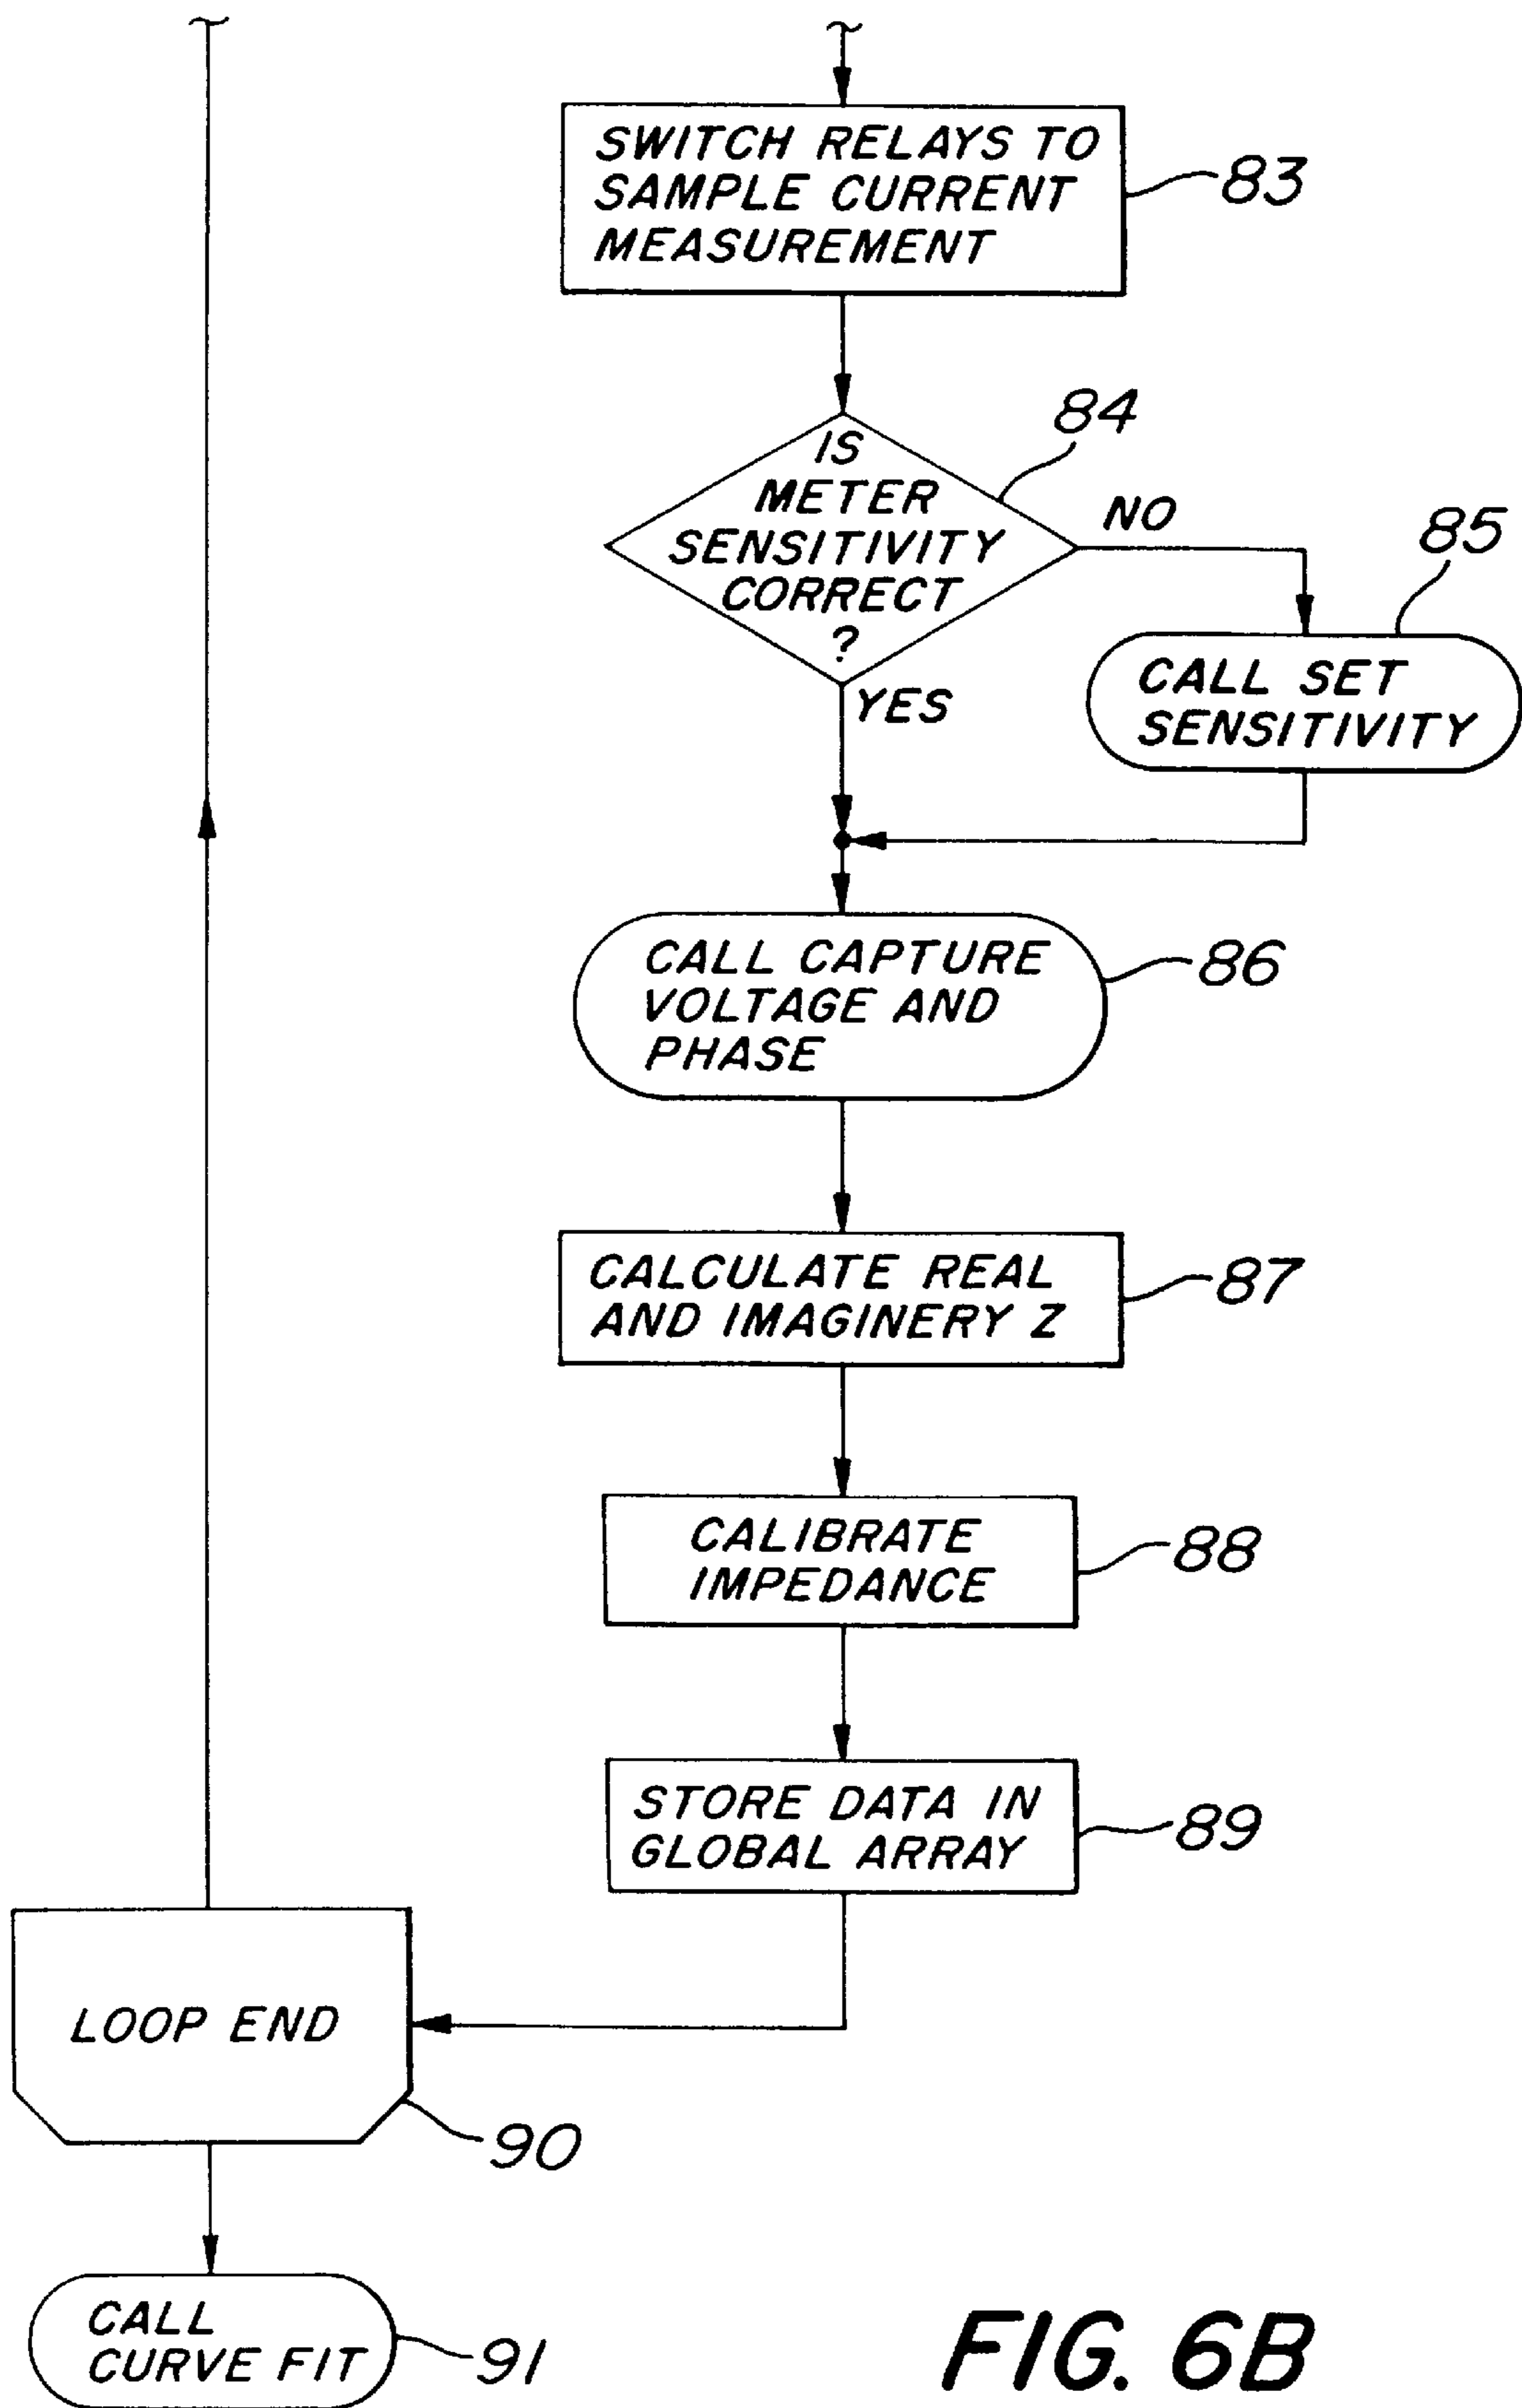 SWITCH RELAYS TO
SAMPLE CURRENT
MEASUREMENT
83
84
IS
METER
SENSITIVITY
CORRECT
?
NO
85
YES
CALL SET
SENSITIVITY
CALL CAPTURE
VOLTAGE AND
PHASE
86
CALCULATE REAL
AND IMAGINERY Z
87
CALIBRATE
IMPEDANCE
88
STORE DATA IN
GLOBAL ARRAY
89
LOOP END
90
CALL
CURVE FIT
91
FIG. 6B